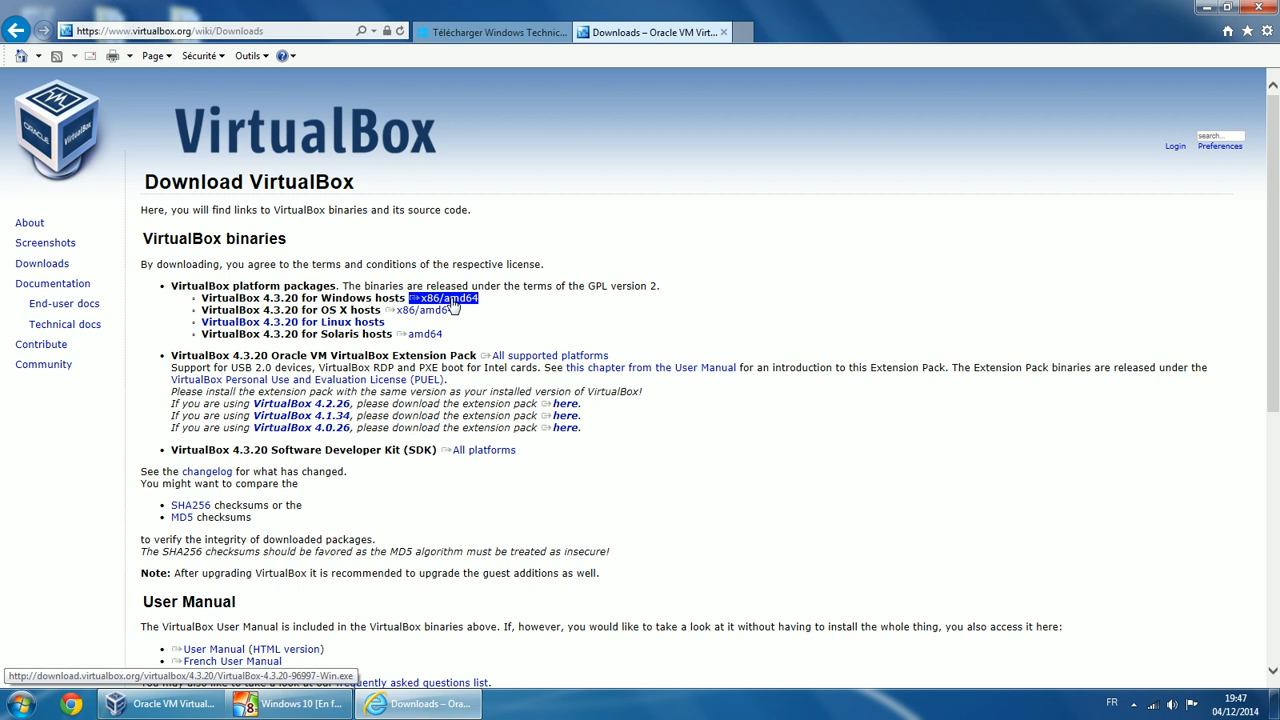 https://www.virtualbox.org/wiki/Downloads
Télécharger Windows Technic...
Downloads – Oracle VM Virt...
Page
Sécurité
Outils
ORACLE
VM
VirtualBox
VirtualBox
search...
Login
Preferences
Download VirtualBox
Here, you will find links to VirtualBox binaries and its source code.
About
Screenshots
Downloads
Documentation
End-user docs
Technical docs
Contribute
Community
VirtualBox binaries
By downloading, you agree to the terms and conditions of the respective license.
• VirtualBox platform packages. The binaries are released under the terms of the GPL version 2.
VirtualBox 4.3.20 for Windows hosts x86/amd64
VirtualBox 4.3.20 for OS X hosts x86/amd64
VirtualBox 4.3.20 for Linux hosts
VirtualBox 4.3.20 for Solaris hosts amd64
• VirtualBox 4.3.20 Oracle VM VirtualBox Extension Pack All supported platforms
Support for USB 2.0 devices, VirtualBox RDP and PXE boot for Intel cards. See this chapter from the User Manual for an introduction to this Extension Pack. The Extension Pack binaries are released under the
VirtualBox Personal Use and Evaluation License (PUEL).
Please install the extension pack with the same version as your installed version of VirtualBox!
If you are using VirtualBox 4.2.26, please download the extension pack here.
If you are using VirtualBox 4.1.34, please download the extension pack here.
If you are using VirtualBox 4.0.26, please download the extension pack here.
• VirtualBox 4.3.20 Software Developer Kit (SDK) All platforms
See the changelog for what has changed.
You might want to compare the
• SHA256 checksums or the
• MD5 checksums
to verify the integrity of downloaded packages.
The SHA256 checksums should be favored as the MD5 algorithm must be treated as insecure!
Note: After upgrading VirtualBox it is recommended to upgrade the guest additions as well.
User Manual
The VirtualBox User Manual is included in the VirtualBox binaries above. If, however, you would like to take a look at it without having to install the whole thing, you also access it here:
• User Manual (HTML version)
• French User Manual
You may also like to take a look at our frequently asked questions list.
http://download.virtualbox.org/virtualbox/4.3.20/VirtualBox-4.3.20-96997-Win.exe
Oracle VM Virtual...
Windows 10 [En f...
Downloads – Ora...
FR
19:47
04/12/2014